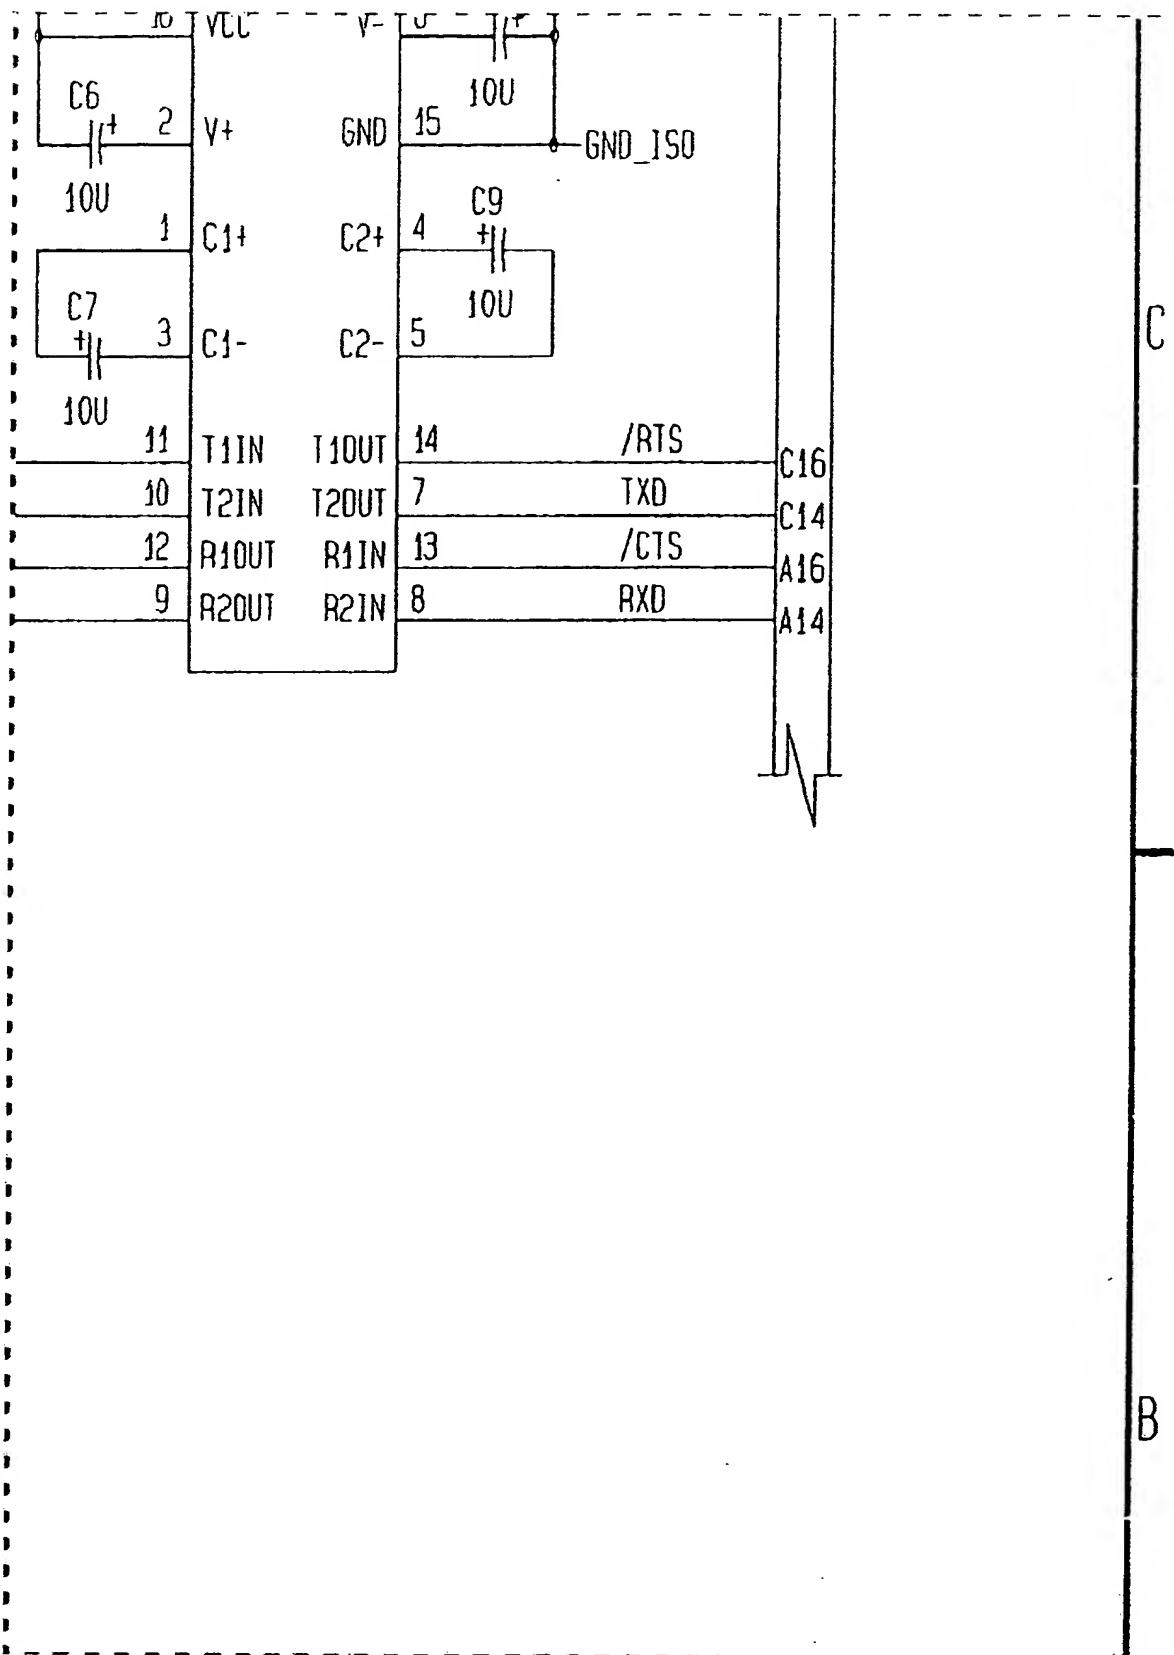 16 VCC V- 6
10U
C6
2 V+ GND 15 GND_ISO
10U
C9
1 C1+ C2+ 4 +
10U
C7
+ 3 C1- C2- 5
10U
C
11 T1IN T1OUT 14 /RTS C16
10 T2IN T2OUT 7 TXD C14
12 R1OUT R1IN 13 /CTS A16
9 R2OUT R2IN 8 RXD A14
B